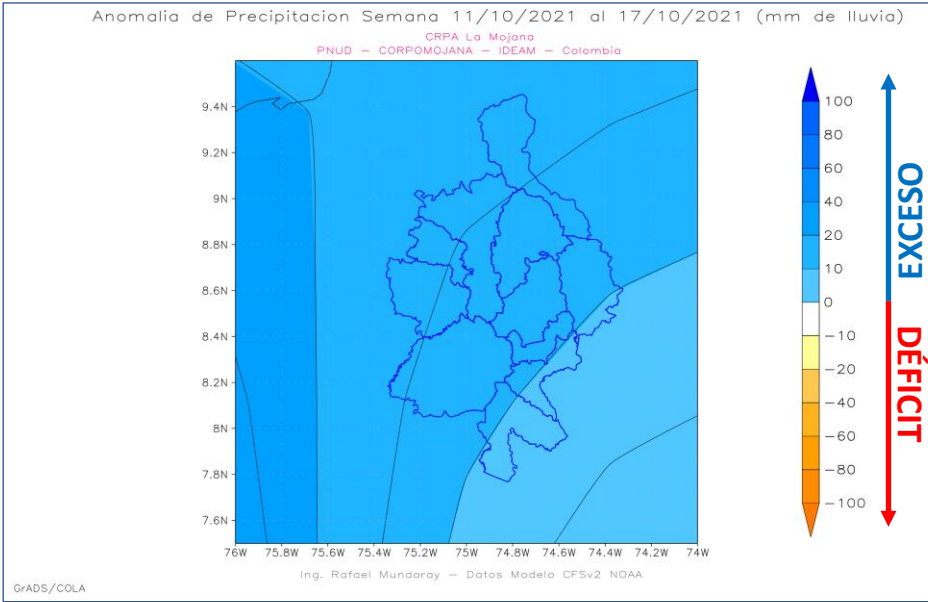 Anomalia de Precipitacion Semana 11/10/2021 al 17/10/2021 (mm de lluvia)
CRPA La Mojana
PNUD – CORPOMOJANA – IDEAM – Colombia
9.4N
9.2N
9N
8.8N
8.6N
8.4N
8.2N
8N
7.8N
7.6N
76W 75.8W 75.6W 75.4W 75.2W 75W 74.8W 74.6W 74.4W 74.2W 74W
100
80
60
40
20
10
0
−10
−20
−40
−60
−80
−100
EXCESO
DÉFICIT
Ing. Rafael Mundaray – Datos Modelo CFSv2 NOAA
GrADS/COLA